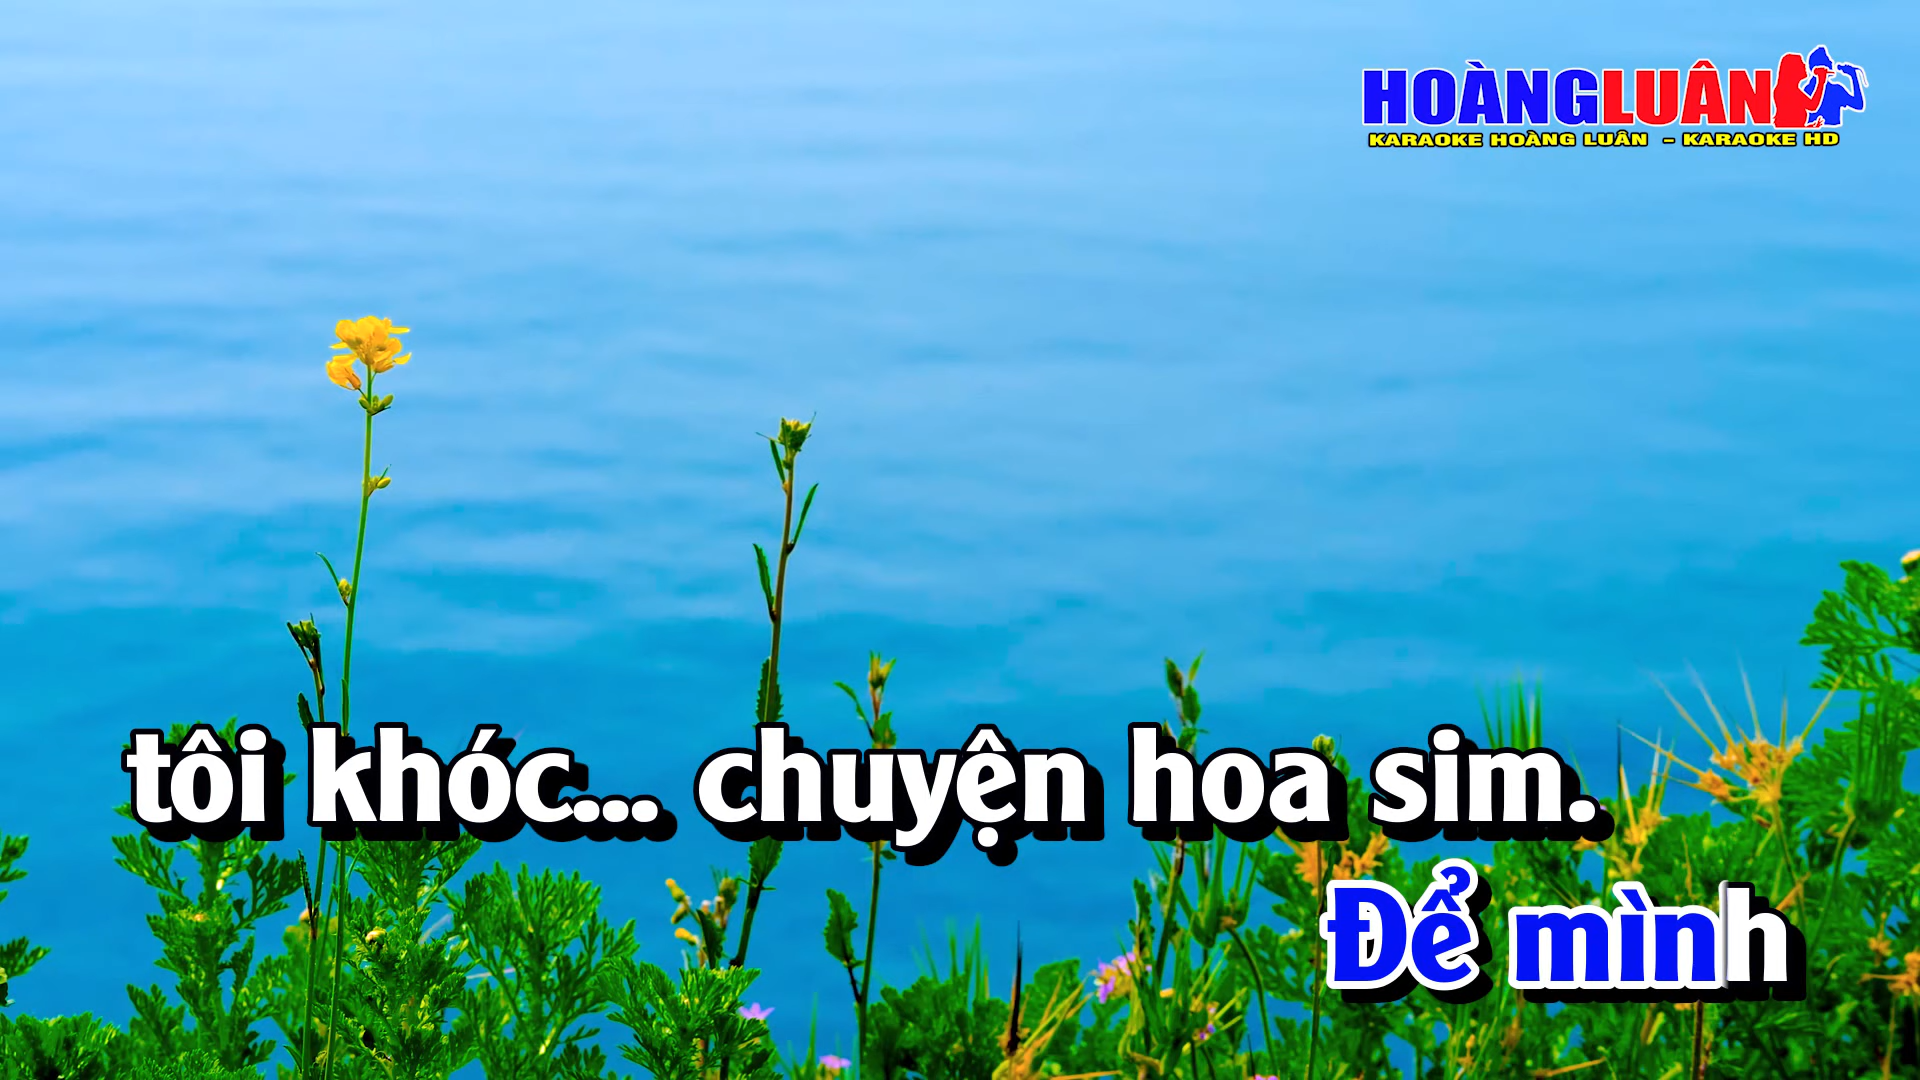 HOÀNGLUÂN
KARAOKE HOÀNG LUÂN - KARAOKE HD
tôi khóc... chuyện hoa sim.
Để mình